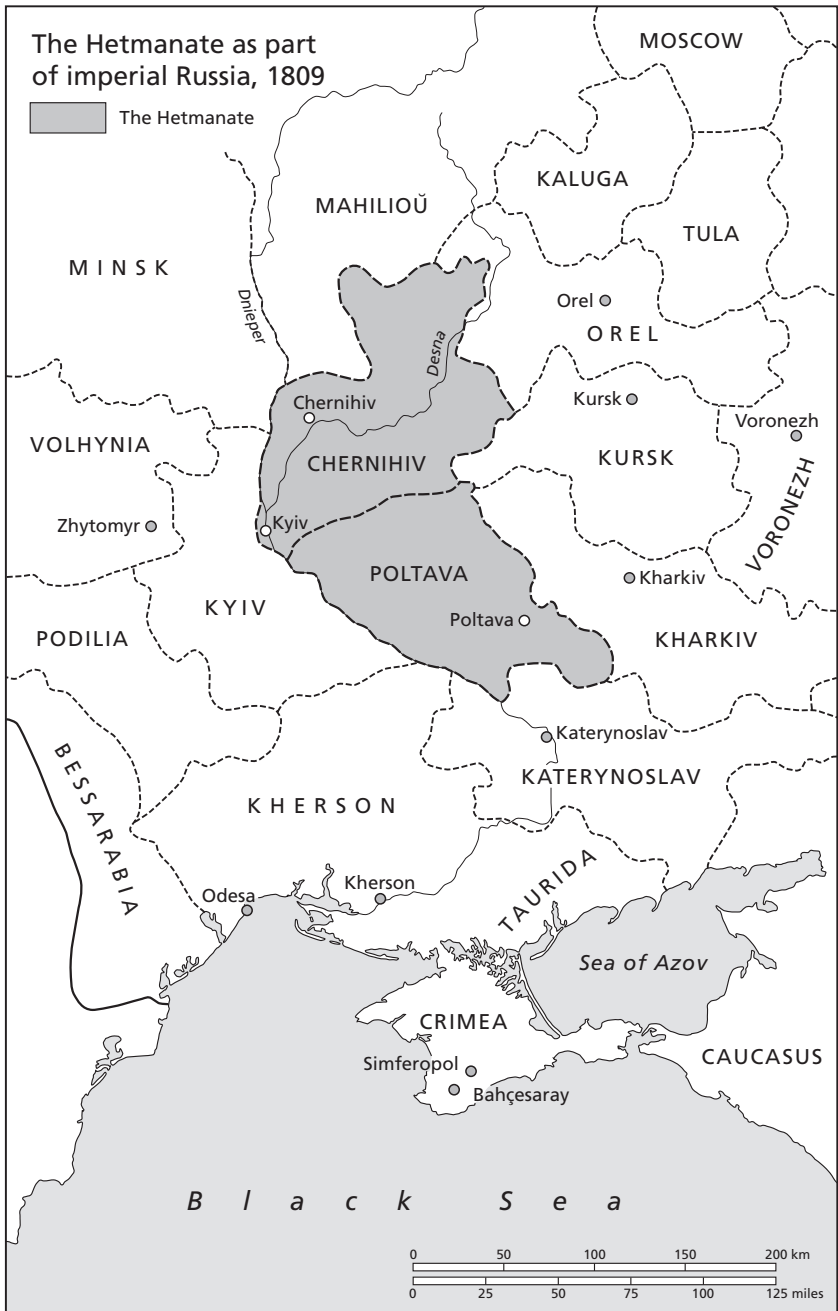 The Hetmanate as part
of imperial Russia, 1809
The Hetmanate
MOSCOW
KALUGA
MAHILIOŬ
TULA
MINSK
Dnieper
Orel
OREL
Desna
Chernihiv
Kursk
Voronezh
VOLHYNIA
CHERNIHIV
KURSK
VORONEZH
Zhytomyr
Kyiv
POLTAVA
Kharkiv
KYIV
Poltava
PODILIA
KHARKIV
Katerynoslav
BESSARABIA
KATERYNOSLAV
KHERSON
Kherson
Odesa
TAURIDA
Sea of Azov
CRIMEA
CAUCASUS
Simferopol
Bahçesaray
Black Sea
0 50 100 150 200 km
0 25 50 75 100 125 miles